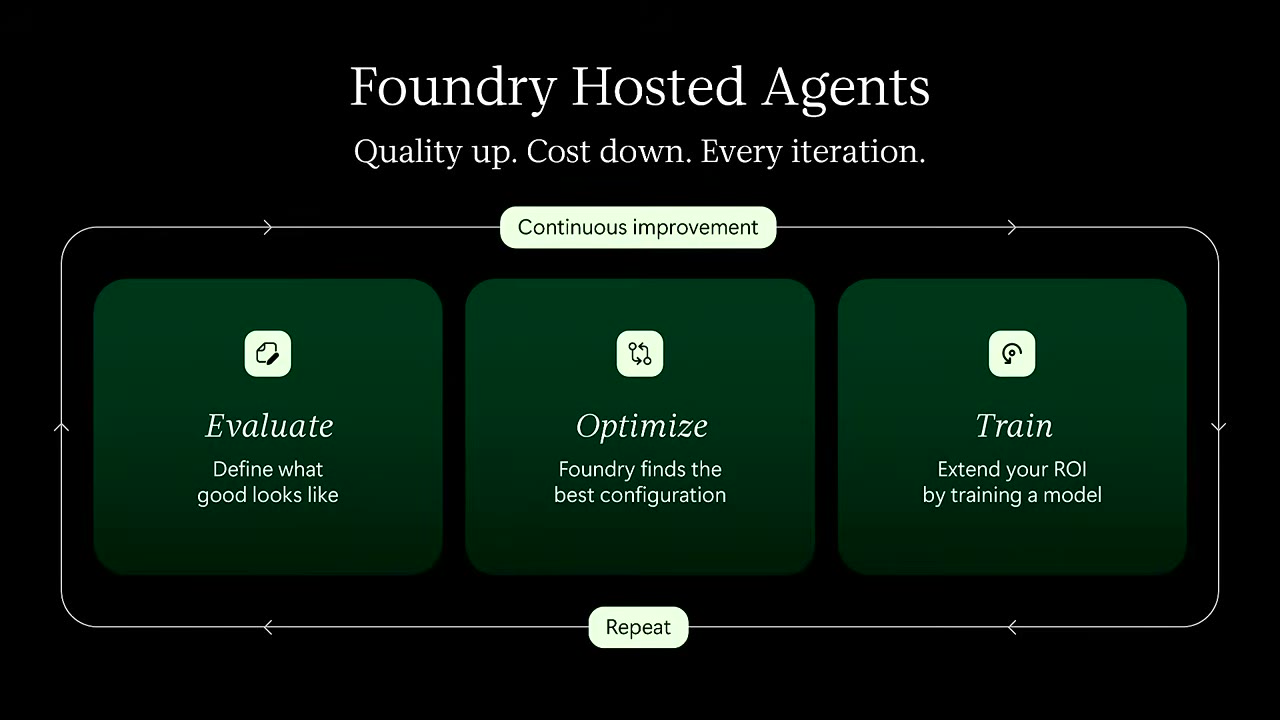 Foundry Hosted Agents
Quality up. Cost down. Every iteration.
Continuous improvement
Evaluate
Define what
good looks like
Optimize
Foundry finds the
best configuration
Train
Extend your ROI
by training a model
Repeat